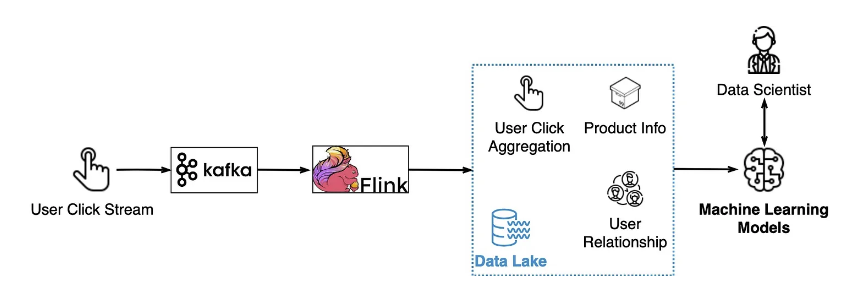 User Click Stream
kafka
Flink
User Click
Aggregation
Product Info
User
Relationship
Data Lake
Data Scientist
Machine Learning
Models